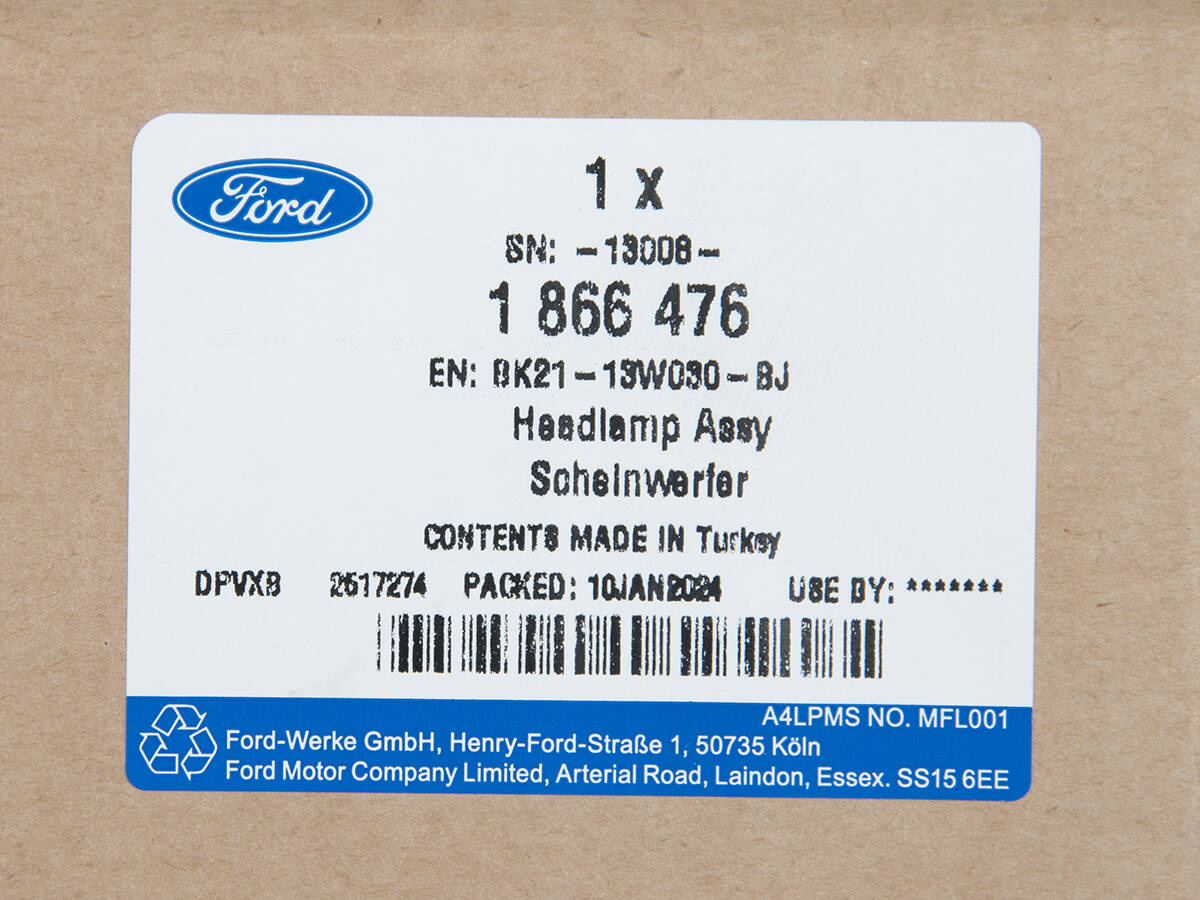 Ford
1 x
SN: -13008-
1 866 476
EN: BK21-13W030-BJ
Headlamp Assy
Scheinwerfer
CONTENTS MADE IN Turkey
DPVXB 2617274 PACKED: 10JAN2024 USE BY: *******
A4LPMS NO. MFL001
Ford-Werke GmbH, Henry-Ford-Straße 1, 50735 Köln
Ford Motor Company Limited, Arterial Road, Laindon, Essex. SS15 6EE